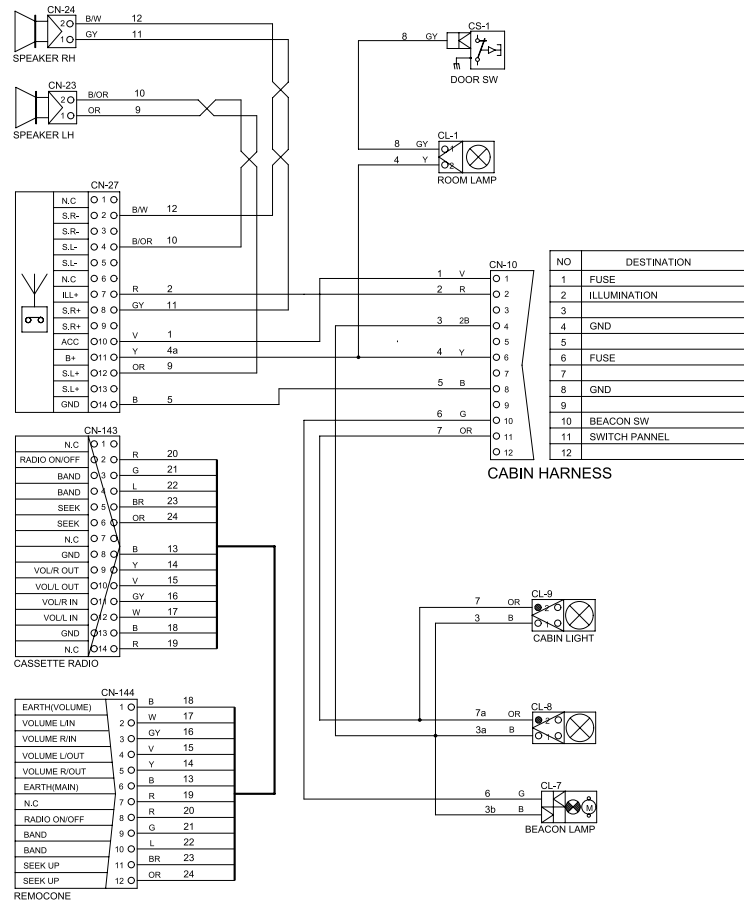 CN-24
2 B/W 12
1 GY 11
SPEAKER RH
CN-23
2 B/OR 10
1 OR 9
SPEAKER LH
CS-1
8 GY
DOOR SW
CL-1
8 GY 1
4 Y 2
ROOM LAMP
CN-27
N.C 1
S.R- 2 B/W 12
S.R- 3
S.L- 4 B/OR 10
S.L- 5
N.C 6
ILL+ 7 R 2
S.R+ 8 GY 11
S.R+ 9
ACC 10 V 1
B+ 11 Y 4a
S.L+ 12 OR 9
S.L+ 13
GND 14 B 5
CN-10
1 V 1
2 R 2
3
3 2B 4
5
4 Y 6
7
5 B 8
9
6 G 10
7 OR 11
12
CABIN HARNESS
NO DESTINATION
1 FUSE
2 ILLUMINATION
3
4 GND
5
6 FUSE
7
8 GND
9
10 BEACON SW
11 SWITCH PANNEL
12
CN-143
N.C 1
RADIO ON/OFF 2 R 20
BAND 3 G 21
BAND 4 L 22
SEEK 5 BR 23
SEEK 6 OR 24
N.C 7
GND 8 B 13
VOL/R OUT 9 Y 14
VOL/L OUT 10 V 15
VOL/R IN 11 GY 16
VOL/L IN 12 W 17
GND 13 B 18
N.C 14 R 19
CASSETTE RADIO
CL-9
7 OR 2
3 B 1
CABIN LIGHT
CL-8
7a OR 2
3a B 1
CL-7
6 G
3b B
M
BEACON LAMP
CN-144
EARTH(VOLUME) 1 B 18
VOLUME L/IN 2 W 17
VOLUME R/IN 3 GY 16
VOLUME L/OUT 4 V 15
VOLUME R/OUT 5 Y 14
EARTH(MAIN) 6 B 13
N.C 7 R 19
RADIO ON/OFF 8 R 20
BAND 9 G 21
BAND 10 L 22
SEEK UP 11 BR 23
SEEK UP 12 OR 24
REMOCONE